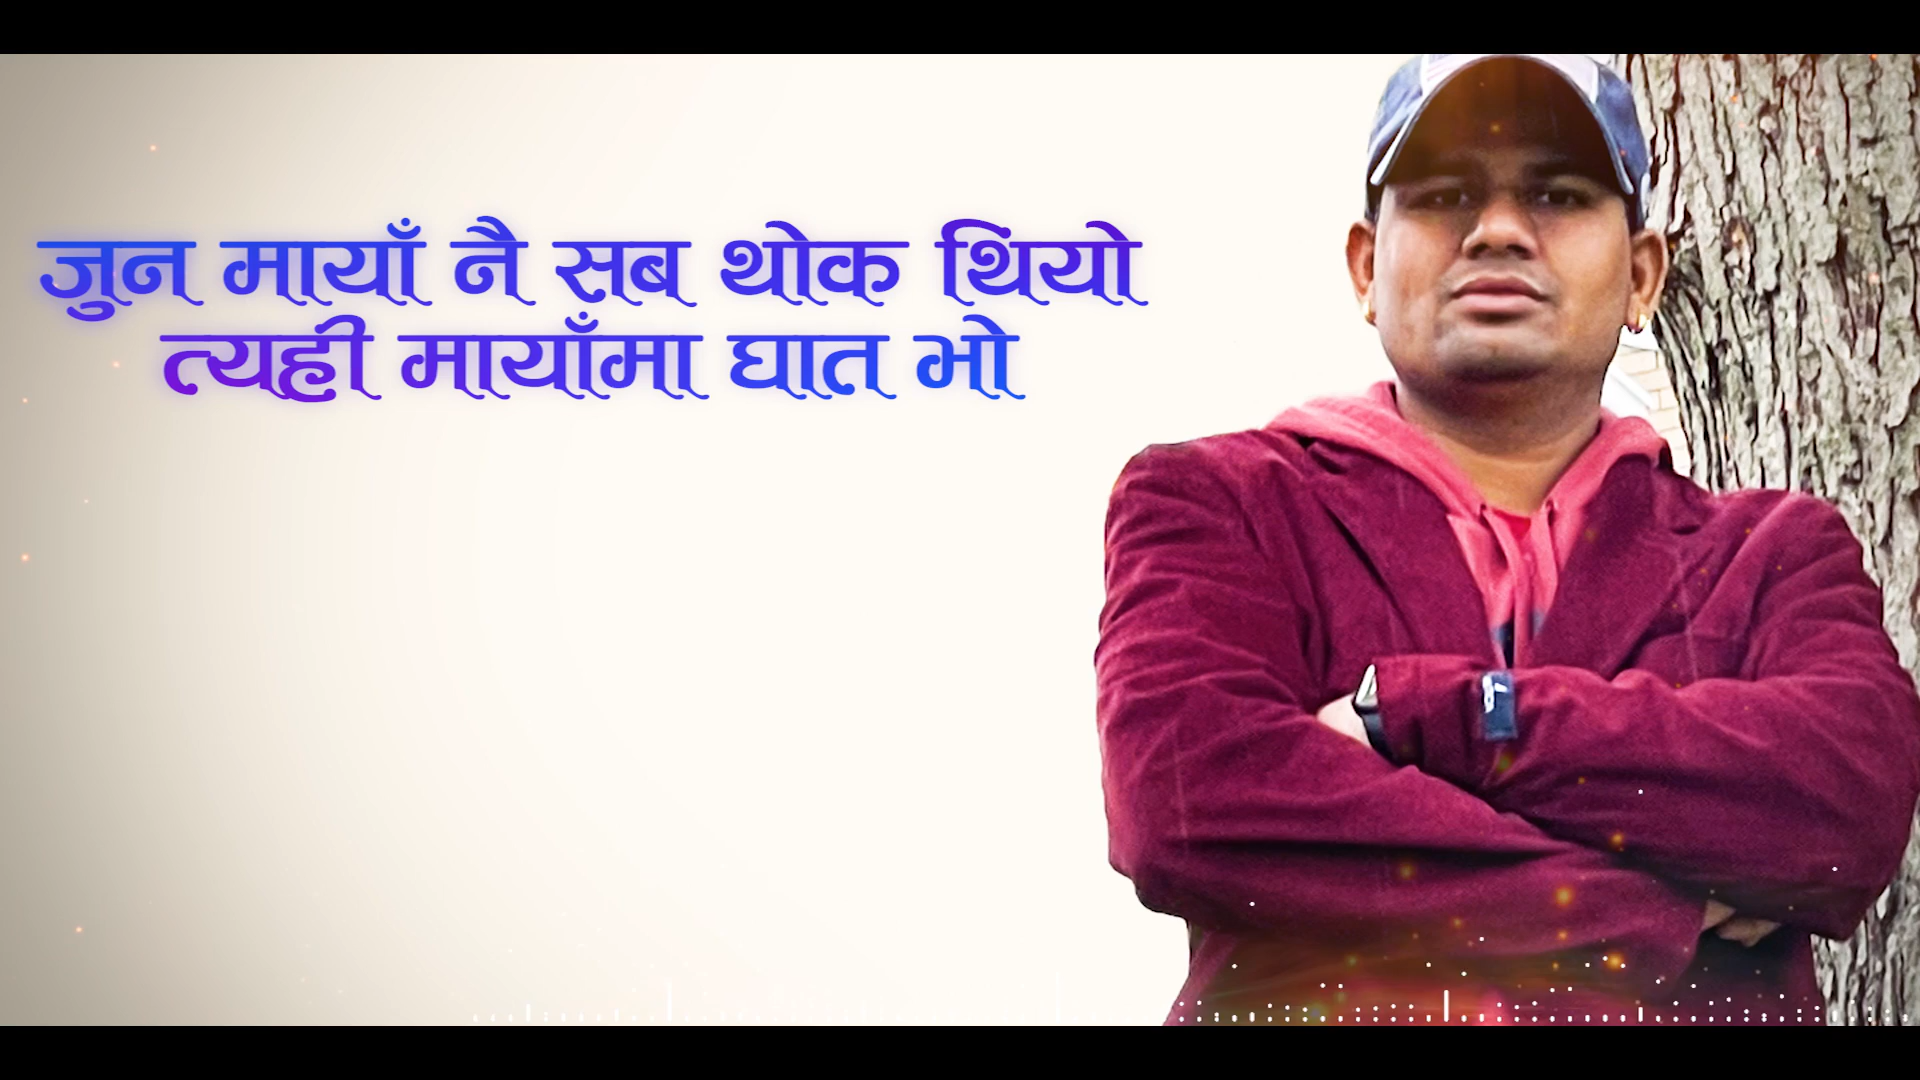 जुन मायाँ नै सब थोक थियो
त्यही मायाँमा घात भो